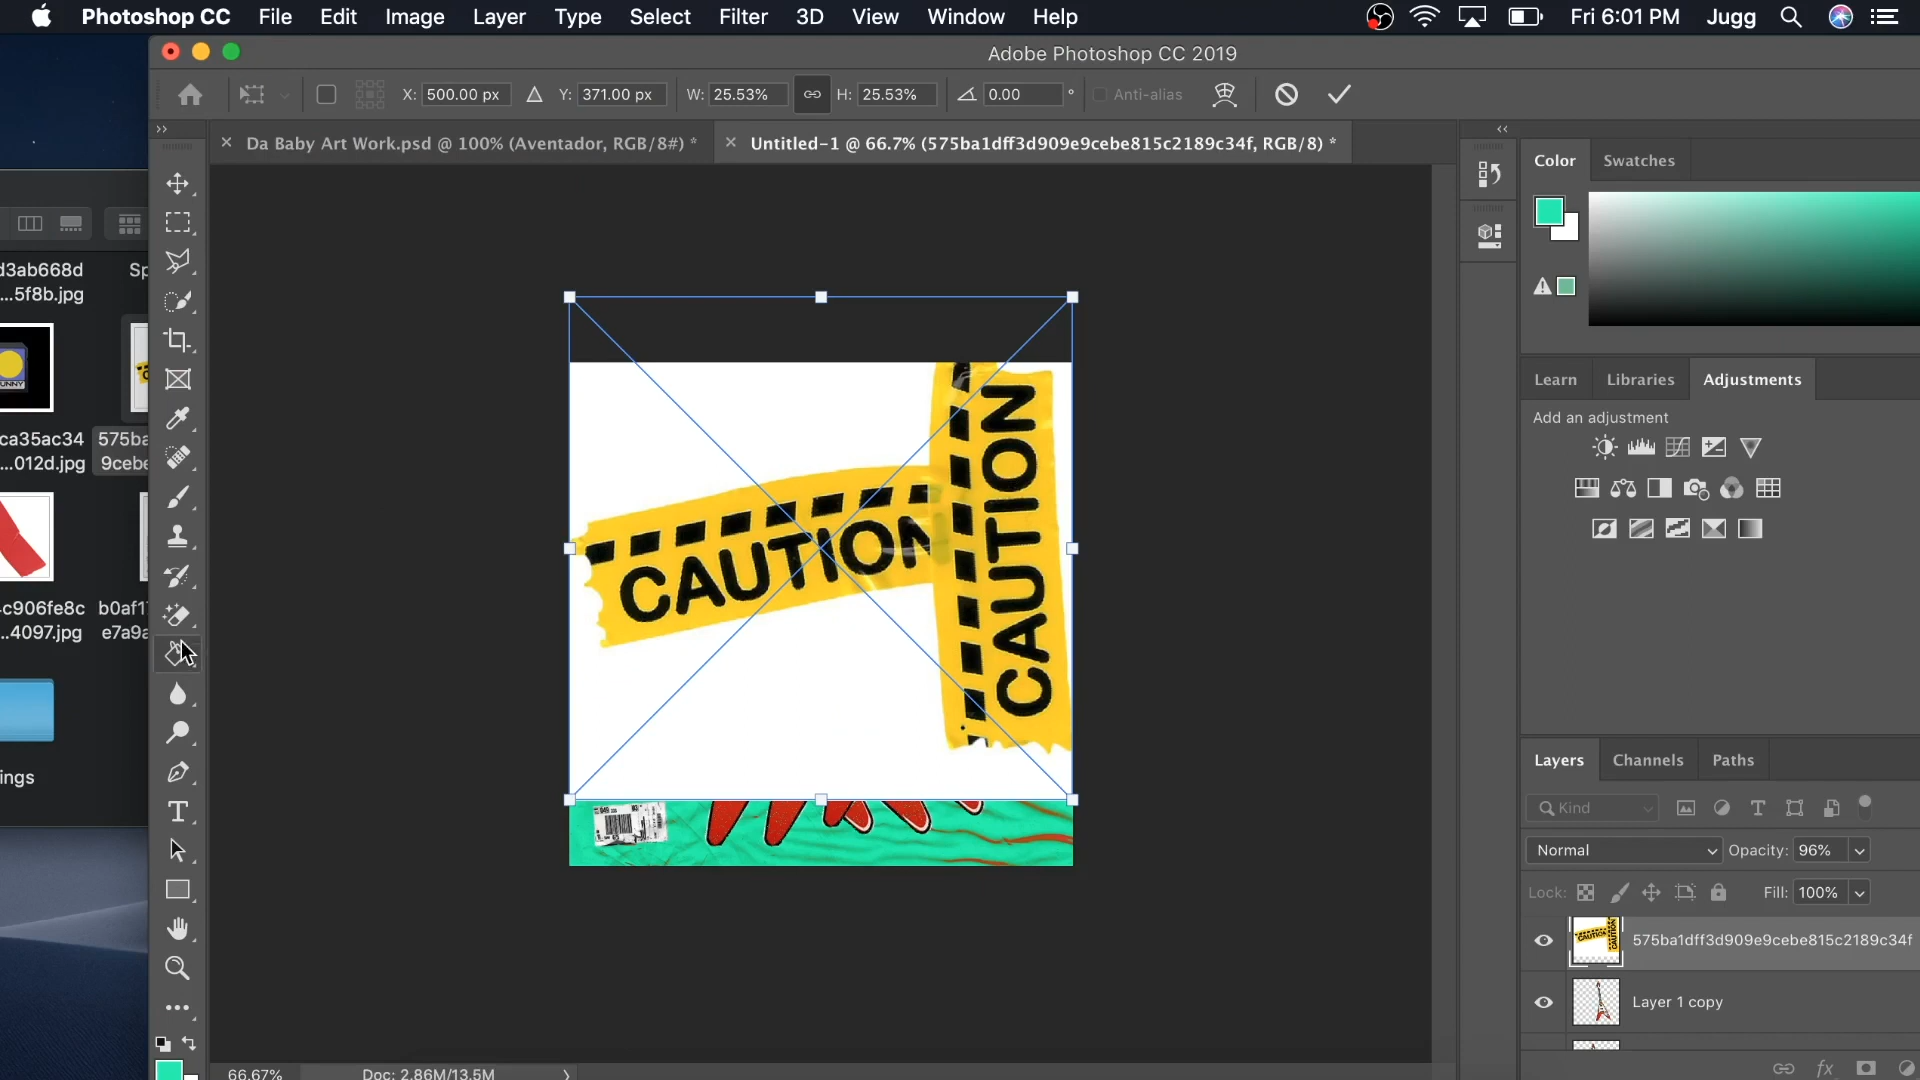 Photoshop CC File Edit Image Layer Type Select Filter 3D View Window Help Fri 6:01 PM Jugg
Adobe Photoshop CC 2019
X: 500.00 px Y: 371.00 px W: 25.53% H: 25.53% 0.00 ° Anti-alias
Da Baby Art Work.psd @ 100% (Aventador, RGB/8#) * Untitled-1 @ 66.7% (575ba1dff3d909e9cebe815c2189c34f, RGB/8) *
Color Swatches
d3ab668d Sp
...5f8b.jpg
ca35ac34 575ba
...012d.jpg 9cebe
c906fe8c b0af1
...4097.jpg e7a9a
ings
CAUTION
CAUTION
Learn Libraries Adjustments
Add an adjustment
Layers Channels Paths
Kind
Normal Opacity: 96%
Lock: Fill: 100%
575ba1dff3d909e9cebe815c2189c34f
Layer 1 copy
fx
66.67% Doc: 2.86M/13.5M